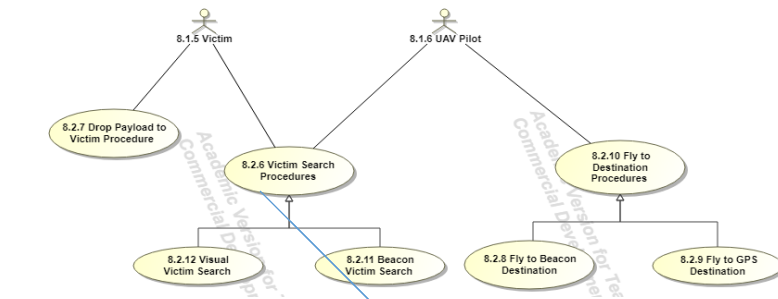 8.1.5 Victim
8.1.6 UAV Pilot
8.2.7 Drop Payload to
Victim Procedure
8.2.6 Victim Search
Procedures
8.2.10 Fly to
Destination
Procedures
8.2.12 Visual
Victim Search
8.2.11 Beacon
Victim Search
8.2.8 Fly to Beacon
Destination
8.2.9 Fly to GPS
Destination
Academic Version for
Commercial
Academic Version for Tea
Commercial